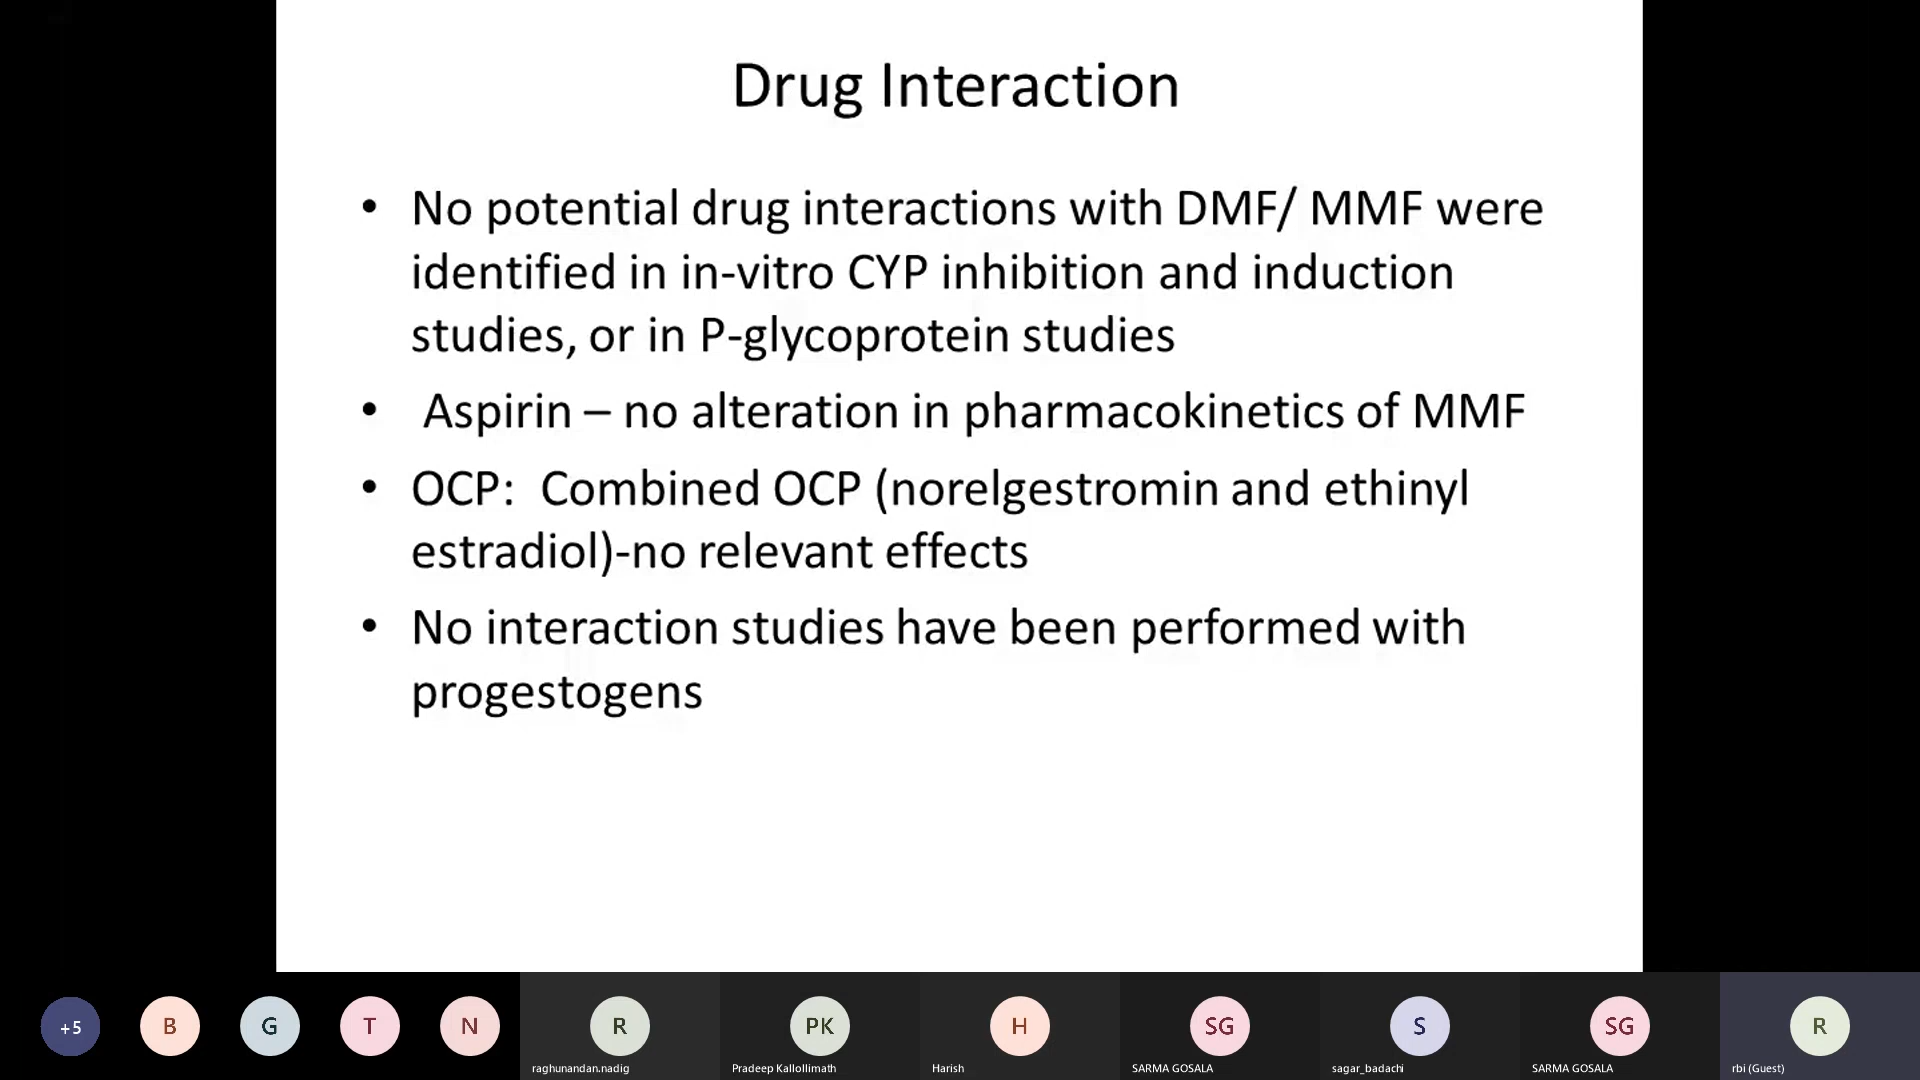 Drug Interaction
• No potential drug interactions with DMF/ MMF were
identified in in-vitro CYP inhibition and induction
studies, or in P-glycoprotein studies
• Aspirin – no alteration in pharmacokinetics of MMF
• OCP: Combined OCP (norelgestromin and ethinyl
estradiol)-no relevant effects
• No interaction studies have been performed with
progestogens
+5 B G T N R PK H SG S SG R
raghunandan.nadig Pradeep Kallollimath Harish SARMA GOSALA sagar_badachi SARMA GOSALA rbi (Guest)